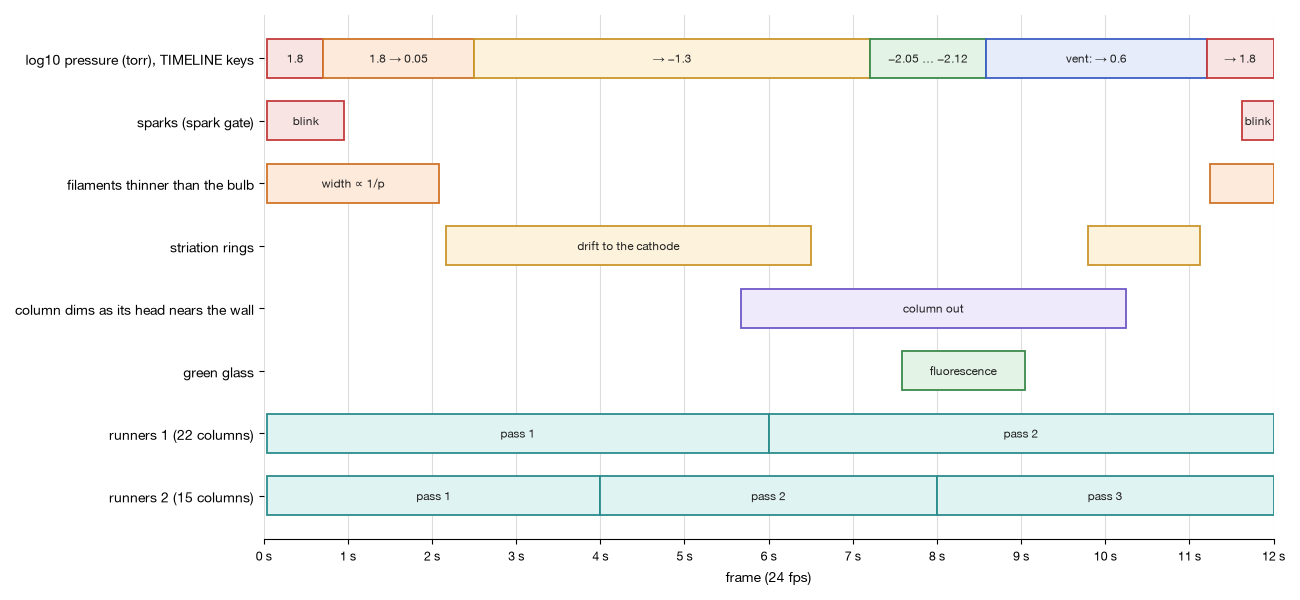 log10 pressure (torr), TIMELINE keys
1.8
1.8 → 0.05
→ −1.3
−2.05 … −2.12
vent: → 0.6
→ 1.8
sparks (spark gate)
blink
blink
filaments thinner than the bulb
width ∝ 1/p
striation rings
drift to the cathode
column dims as its head nears the wall
column out
green glass
fluorescence
runners 1 (22 columns)
pass 1
pass 2
runners 2 (15 columns)
pass 1
pass 2
pass 3
0 s
1 s
2 s
3 s
4 s
5 s
6 s
7 s
8 s
9 s
10 s
11 s
12 s
frame (24 fps)